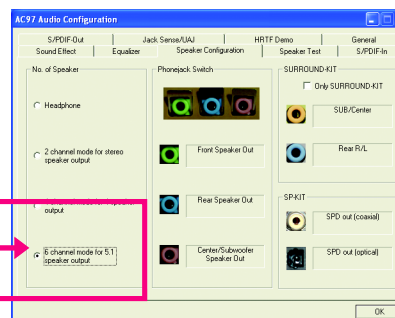 AC97 Audio Configuration
S/PDIF-Out
Jack Sense/UAJ
HRTF Demo
General
Sound Effect
Equalizer
Speaker Configuration
Speaker Test
S/PDIF-In
No. of Speaker
Headphone
2 channel mode for stereo
speaker output
output
6 channel mode for 5.1
speaker output
Phonejack Switch
Front Speaker Out
Rear Speaker Out
Center/Subwoofer
Speaker Out
SURROUND-KIT
Only SURROUND-KIT
SUB/Center
Rear R/L
SP-KIT
SPD out (coaxial)
SPD out (optical)
OK